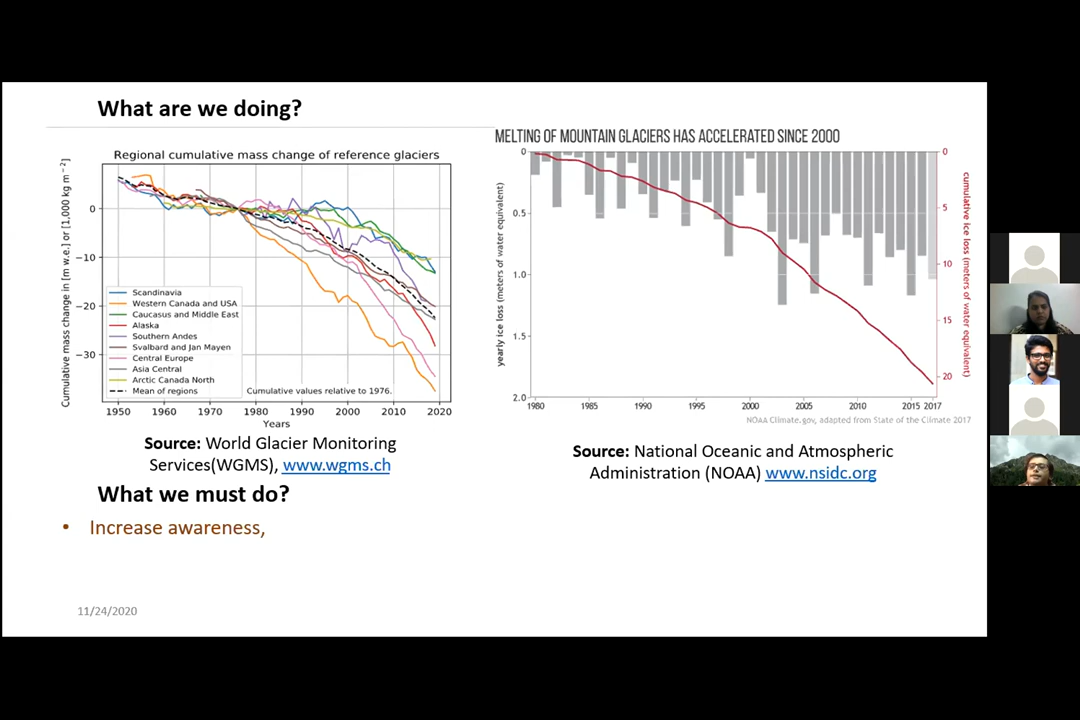 What are we doing?
Regional cumulative mass change of reference glaciers
Cumulative mass change in [m w.e.] or [1,000 kg m⁻²]
0
−10
−20
−30
Scandinavia
Western Canada and USA
Caucasus and Middle East
Alaska
Southern Andes
Svalbard and Jan Mayen
Central Europe
Asia Central
Arctic Canada North
Mean of regions
Cumulative values relative to 1976.
1950 1960 1970 1980 1990 2000 2010 2020
Years
Source: World Glacier Monitoring
Services(WGMS), www.wgms.ch
MELTING OF MOUNTAIN GLACIERS HAS ACCELERATED SINCE 2000
yearly ice loss (meters of water equivalent)
0
0.5
1.0
1.5
2.0
0
5
10
15
20
cumulative ice loss (meters of water equivalent)
1980 1985 1990 1995 2000 2005 2010 2015 2017
NOAA Climate.gov, adapted from State of the Climate 2017
Source: National Oceanic and Atmospheric
Administration (NOAA) www.nsidc.org
What we must do?
• Increase awareness,
11/24/2020